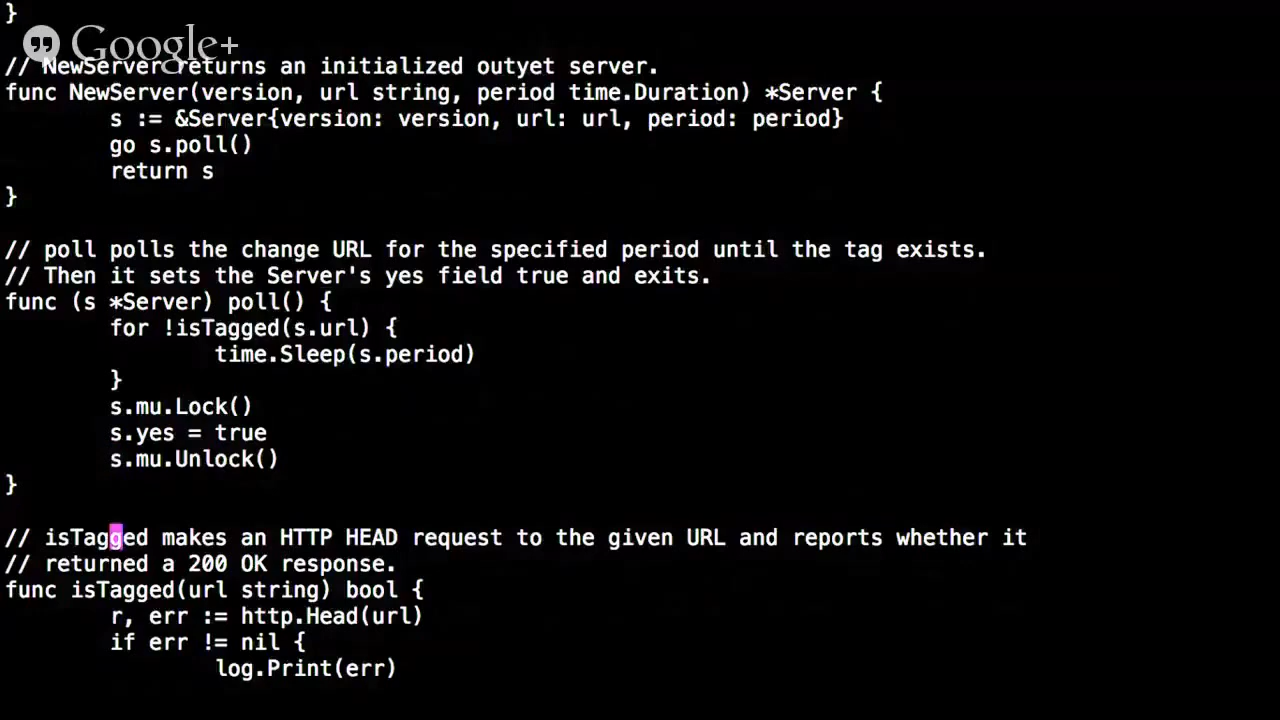 }
Google+
// NewServer returns an initialized outyet server.
func NewServer(version, url string, period time.Duration) *Server {
        s := &Server{version: version, url: url, period: period}
        go s.poll()
        return s
}
// poll polls the change URL for the specified period until the tag exists.
// Then it sets the Server's yes field true and exits.
func (s *Server) poll() {
        for !isTagged(s.url) {
                time.Sleep(s.period)
        }
        s.mu.Lock()
        s.yes = true
        s.mu.Unlock()
}
// isTagged makes an HTTP HEAD request to the given URL and reports whether it
// returned a 200 OK response.
func isTagged(url string) bool {
        r, err := http.Head(url)
        if err != nil {
                log.Print(err)